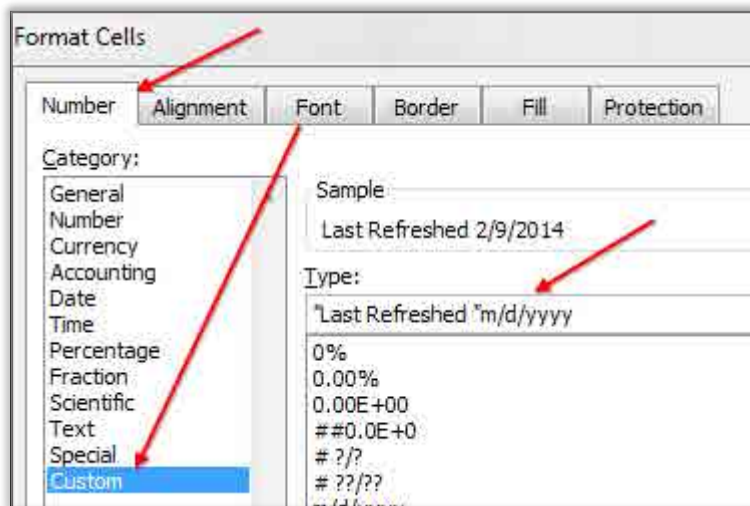 Format Cells
Number Alignment Font Border Fill Protection
Category:
General
Number
Currency
Accounting
Date
Time
Percentage
Fraction
Scientific
Text
Special
Custom
Sample
Last Refreshed 2/9/2014
Type:
"Last Refreshed "m/d/yyyy
0%
0.00%
0.00E+00
##0.0E+0
# ?/?
# ??/??
m/d/yyyy